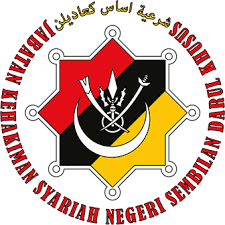 شرعية اساس كعاديلن
JABATAN KEHAKIMAN SYARIAH NEGERI SEMBILAN DARUL KHUSUS